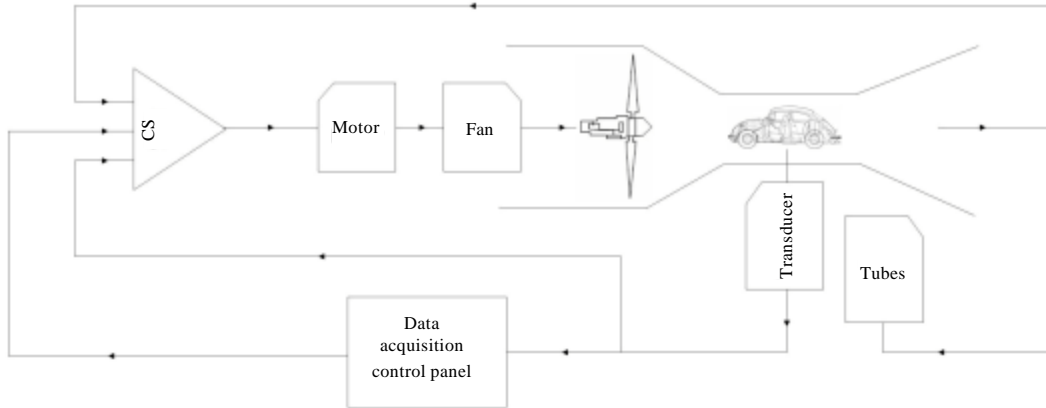 CS
Motor
Fan
Transducer
Tubes
Data
acquisition
control panel